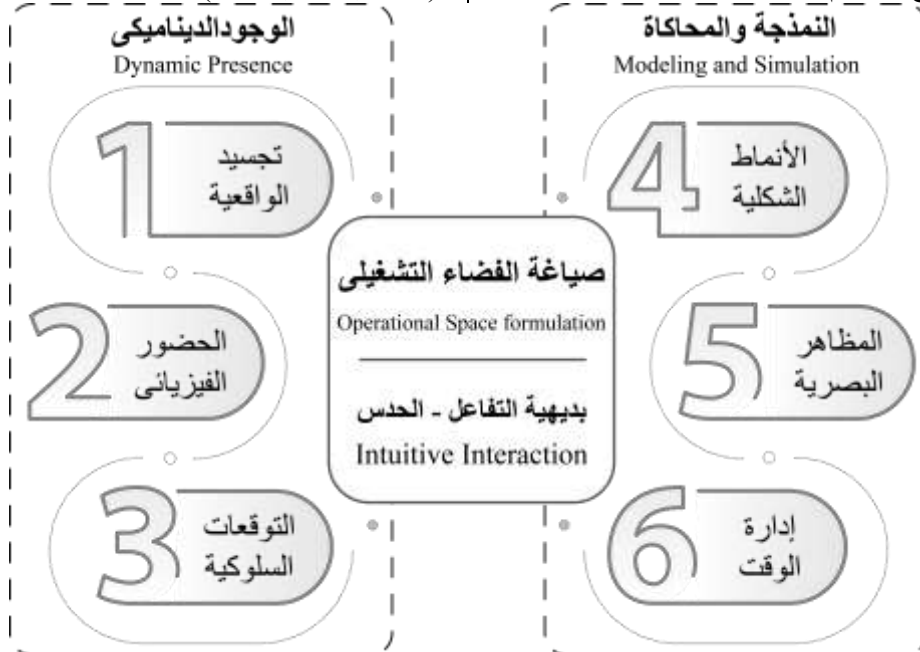 الوجودالديناميكى
Dynamic Presence
1
تجسيد
الواقعية
2
الحضور
الفيزيائى
3
التوقعات
السلوكية
صياغة الفضاء التشغيلى
Operational Space formulation
بديهية التفاعل - الحدس
Intuitive Interaction
النمذجة والمحاكاة
Modeling and Simulation
4
الأنماط
الشكلية
5
المظاهر
البصرية
6
إدارة
الوقت